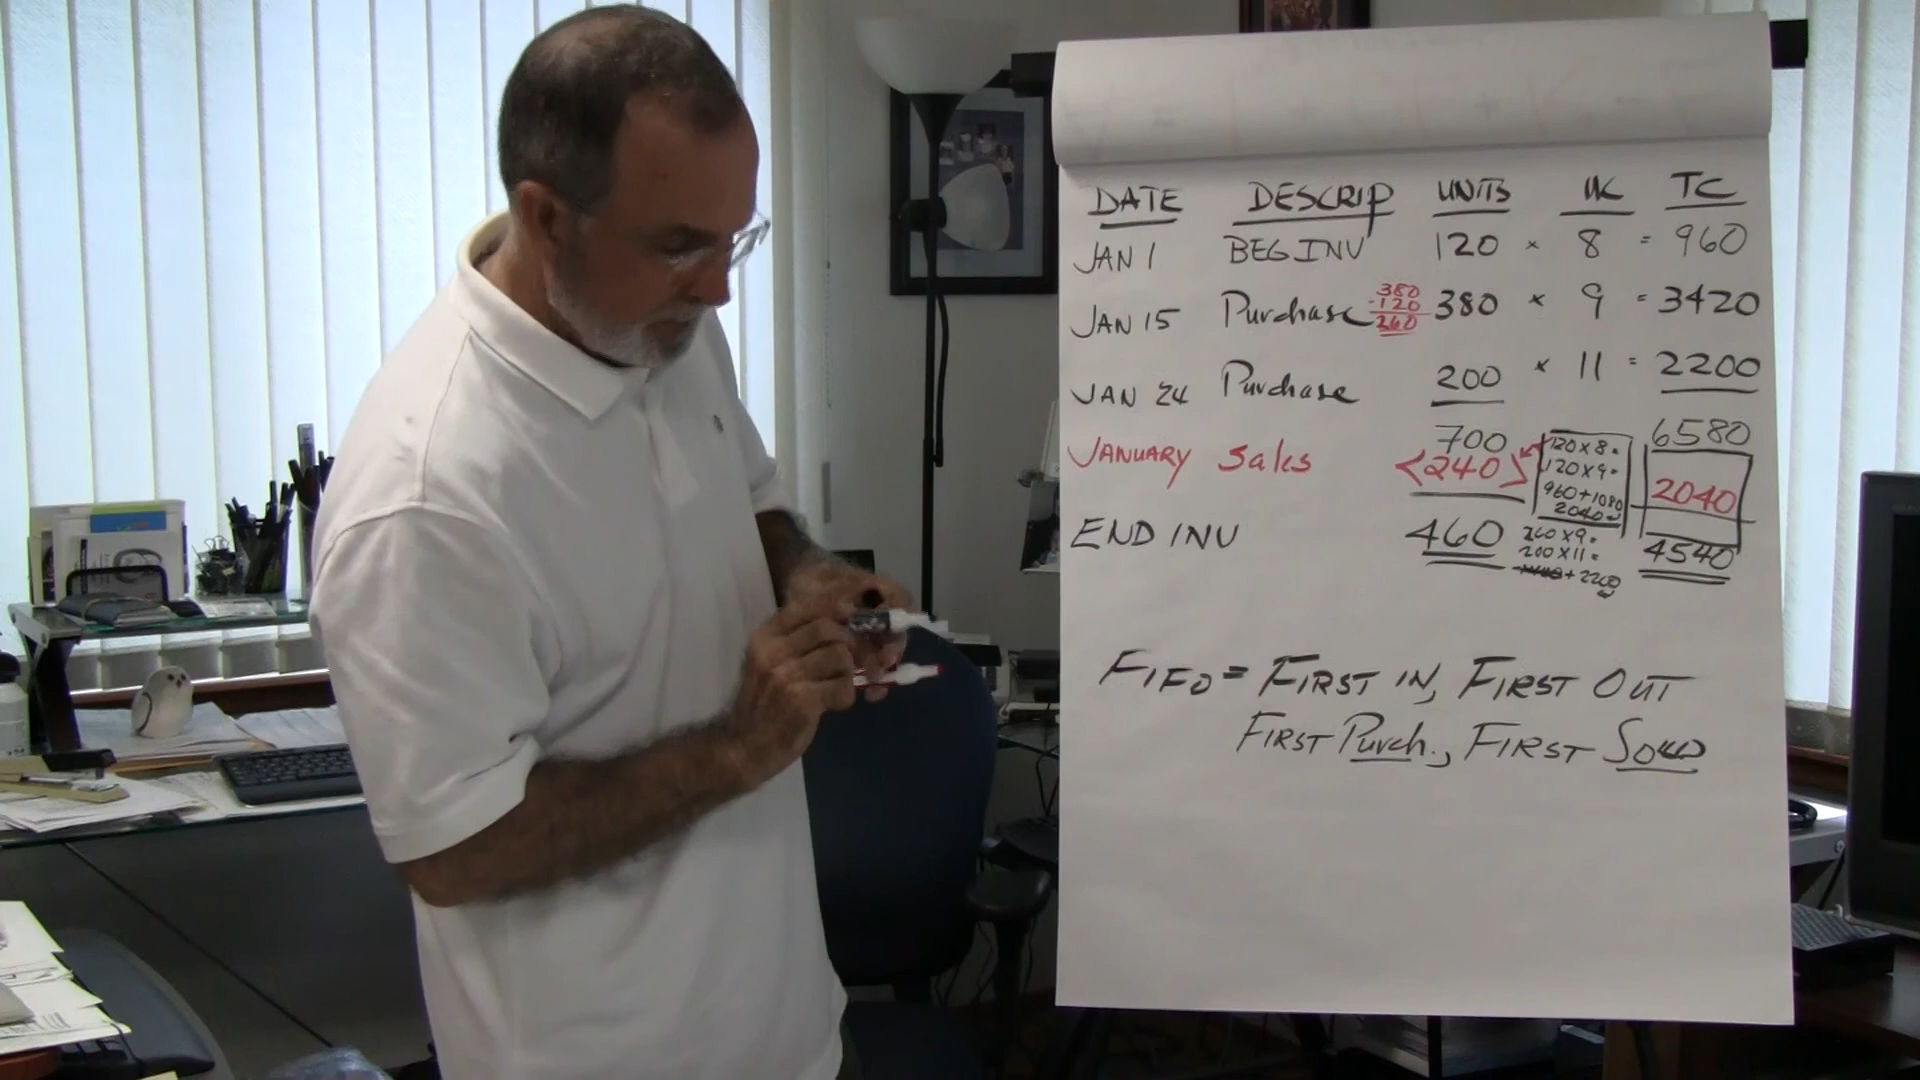 DATE DESCRIP UNITS UC TC
JAN 1 BEG INV 120 × 8 = 960
JAN 15 Purchase 380 × 9 = 3420
380
-120
260
JAN 24 Purchase 200 × 11 = 2200
700 6580
JANUARY Sales <240> 2040
120 x 8 =
120 x 9 =
960 + 1080
2040
END INV 460 4540
260 x 9 =
200 x 11 =
+ 2200
FIFO = FIRST IN, FIRST OUT
FIRST Purch., FIRST SOLD